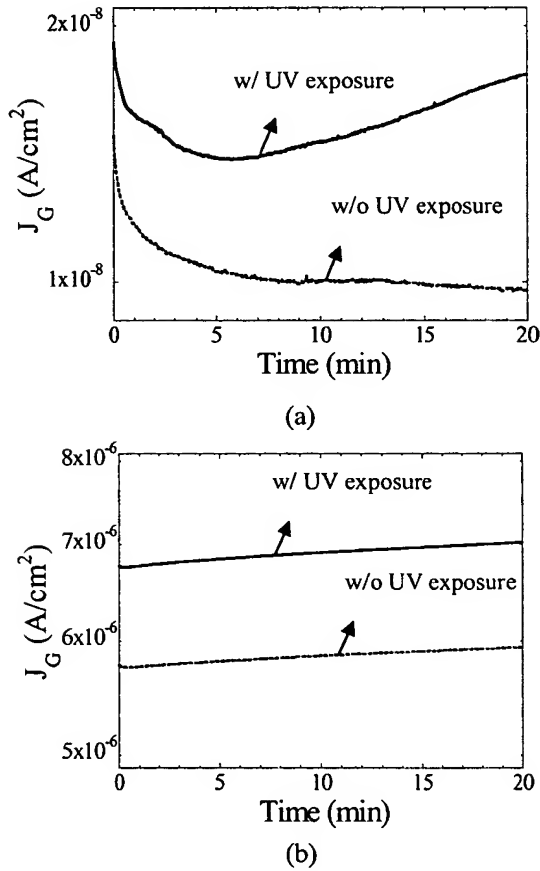 2x10⁻⁸
w/ UV exposure
J_G (A/cm²)
w/o UV exposure
1x10⁻⁸
0 5 10 15 20
Time (min)
(a)
8x10⁻⁶
w/ UV exposure
7x10⁻⁶
J_G (A/cm²)
w/o UV exposure
6x10⁻⁶
5x10⁻⁶
0 5 10 15 20
Time (min)
(b)